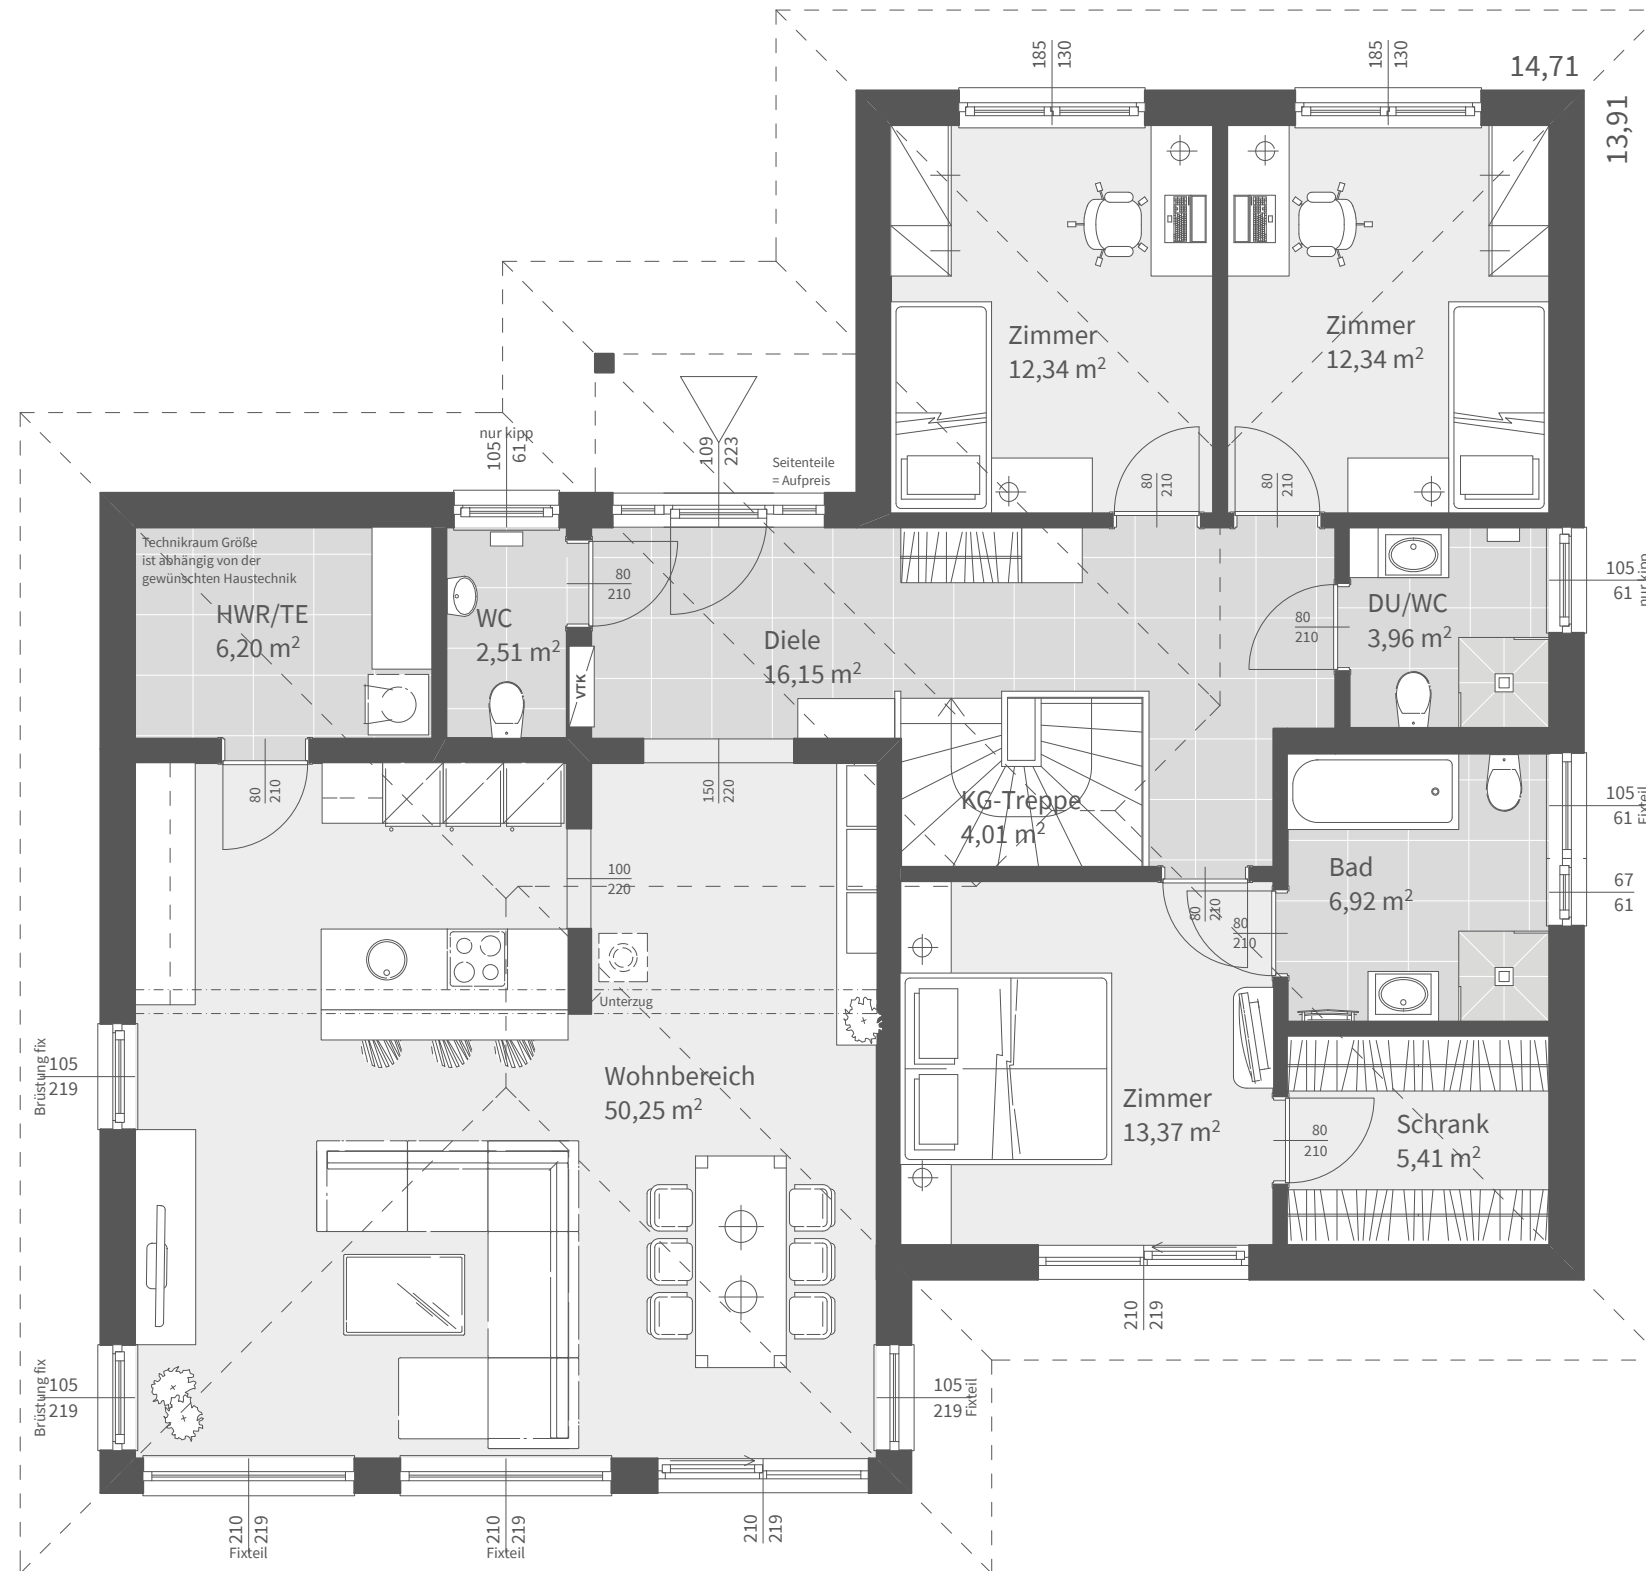 185
130
185
130
14,71
13,91
Zimmer
12,34 m²
Zimmer
12,34 m²
nur kipp
105
61
109
223
Seitenteile
= Aufpreis
80
210
80
210
Technikraum Größe
ist abhängig von der
gewünschten Haustechnik
HWR/TE
6,20 m²
WC
2,51 m²
80
210
VTK
Diele
16,15 m²
80
210
DU/WC
3,96 m²
105
61
nur kipp
80
210
150
220
KG-Treppe
4,01 m²
100
220
Bad
6,92 m²
105
61
Fixteil
67
61
80
210
80
210
Unterzug
Brüstung fix
105
219
Wohnbereich
50,25 m²
Zimmer
13,37 m²
80
210
Schrank
5,41 m²
210
219
Brüstung fix
105
219
105
219
Fixteil
210
219
Fixteil
210
219
Fixteil
210
219